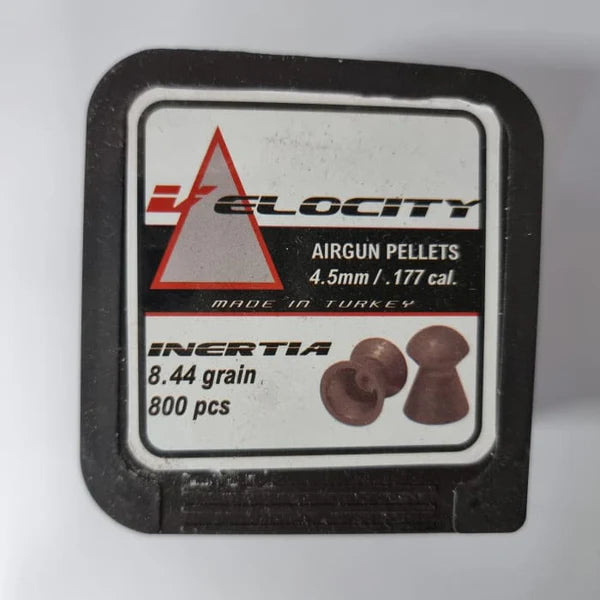 VELOCITY
AIRGUN PELLETS
4.5mm / .177 cal.
MADE IN TURKEY
INERTIA
8.44 grain
800 pcs